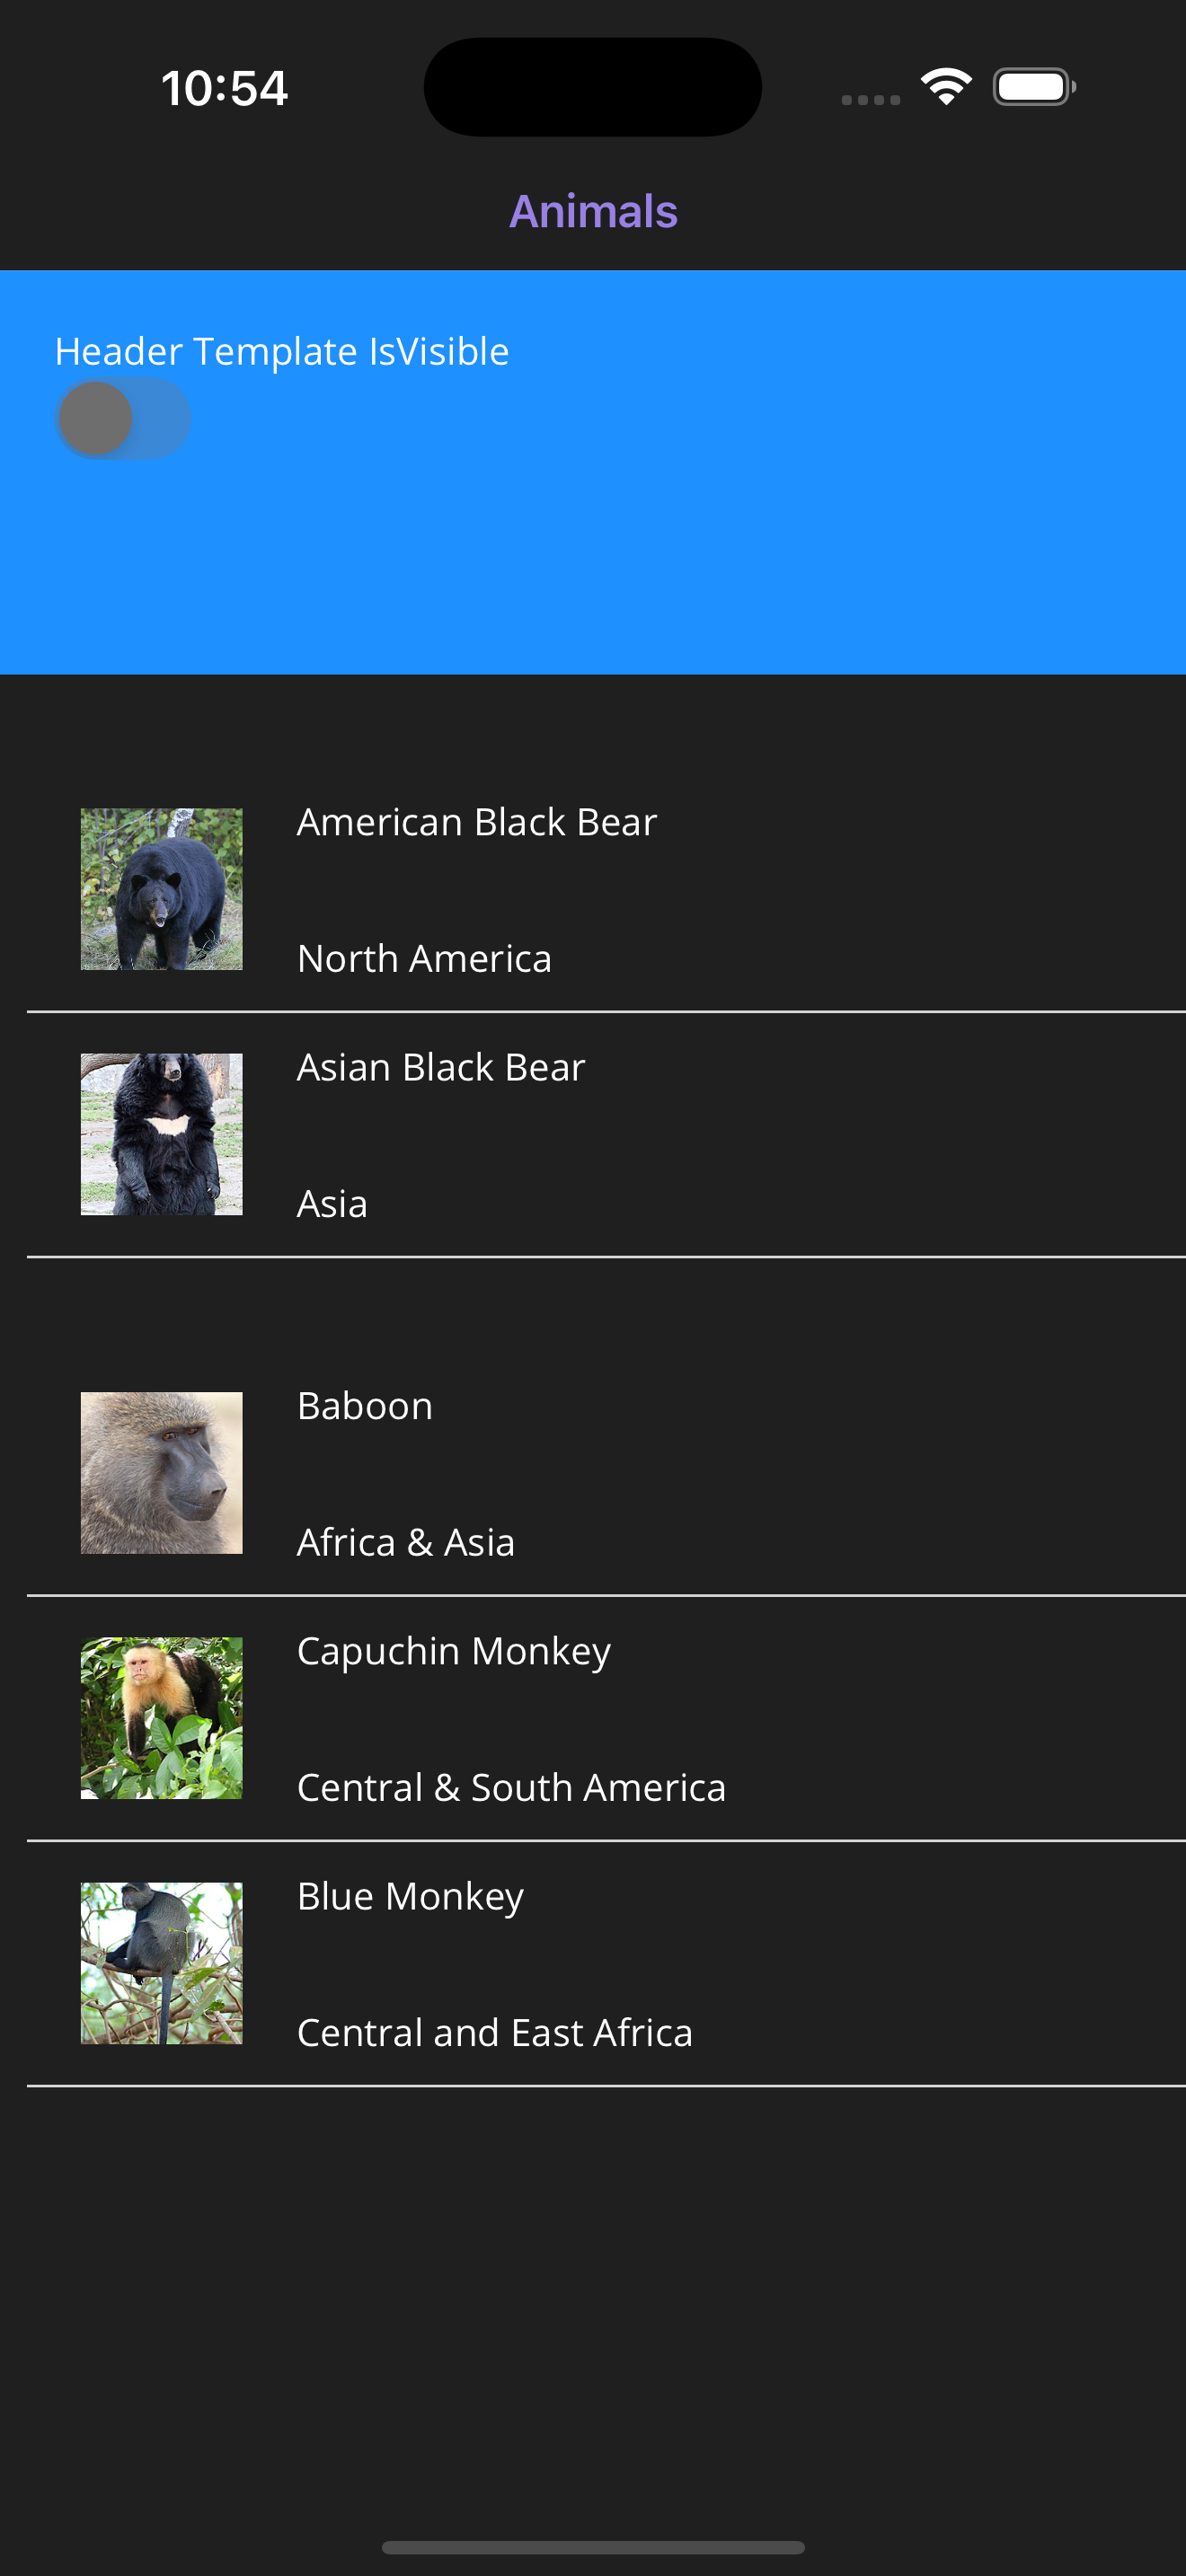 10:54
Animals
Header Template IsVisible
American Black Bear
North America
Asian Black Bear
Asia
Baboon
Africa & Asia
Capuchin Monkey
Central & South America
Blue Monkey
Central and East Africa